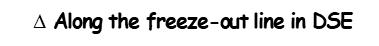 Δ Along the freeze-out line in DSE